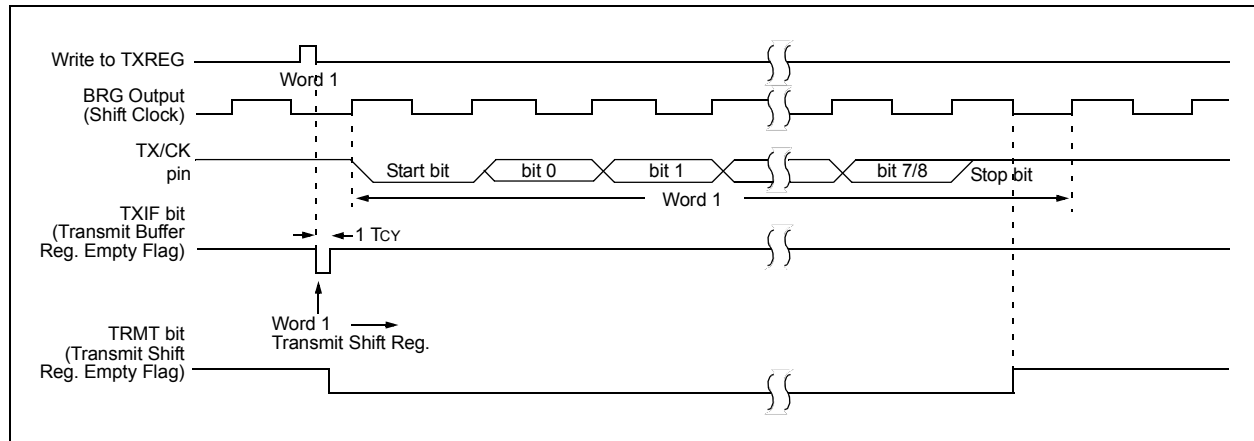 Write to TXREG
Word 1
BRG Output
(Shift Clock)
TX/CK
pin
Start bit
bit 0
bit 1
bit 7/8
Stop bit
Word 1
TXIF bit
(Transmit Buffer
Reg. Empty Flag)
1 TCY
Word 1
Transmit Shift Reg.
TRMT bit
(Transmit Shift
Reg. Empty Flag)